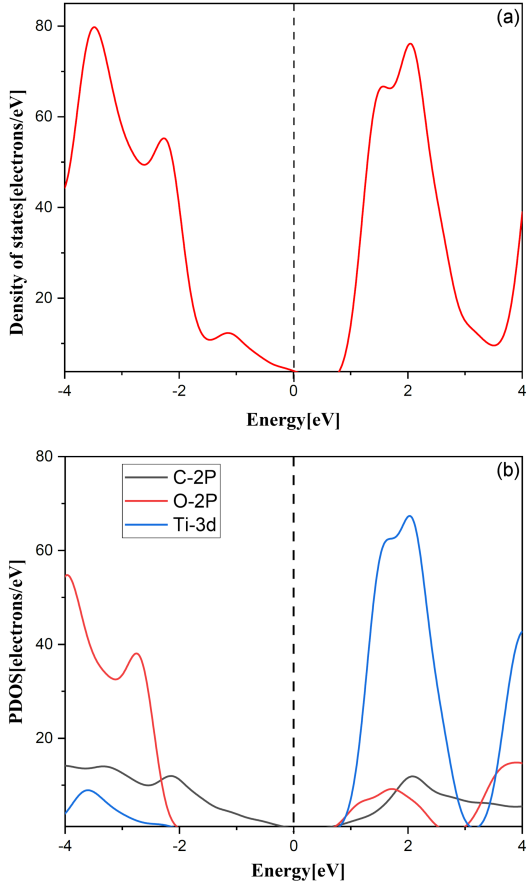 (a)
80
60
40
20
Density of states[electrons/eV]
-4
-2
0
2
4
Energy[eV]
(b)
80
60
40
20
PDOS[electrons/eV]
C-2P
O-2P
Ti-3d
-4
-2
0
2
4
Energy[eV]